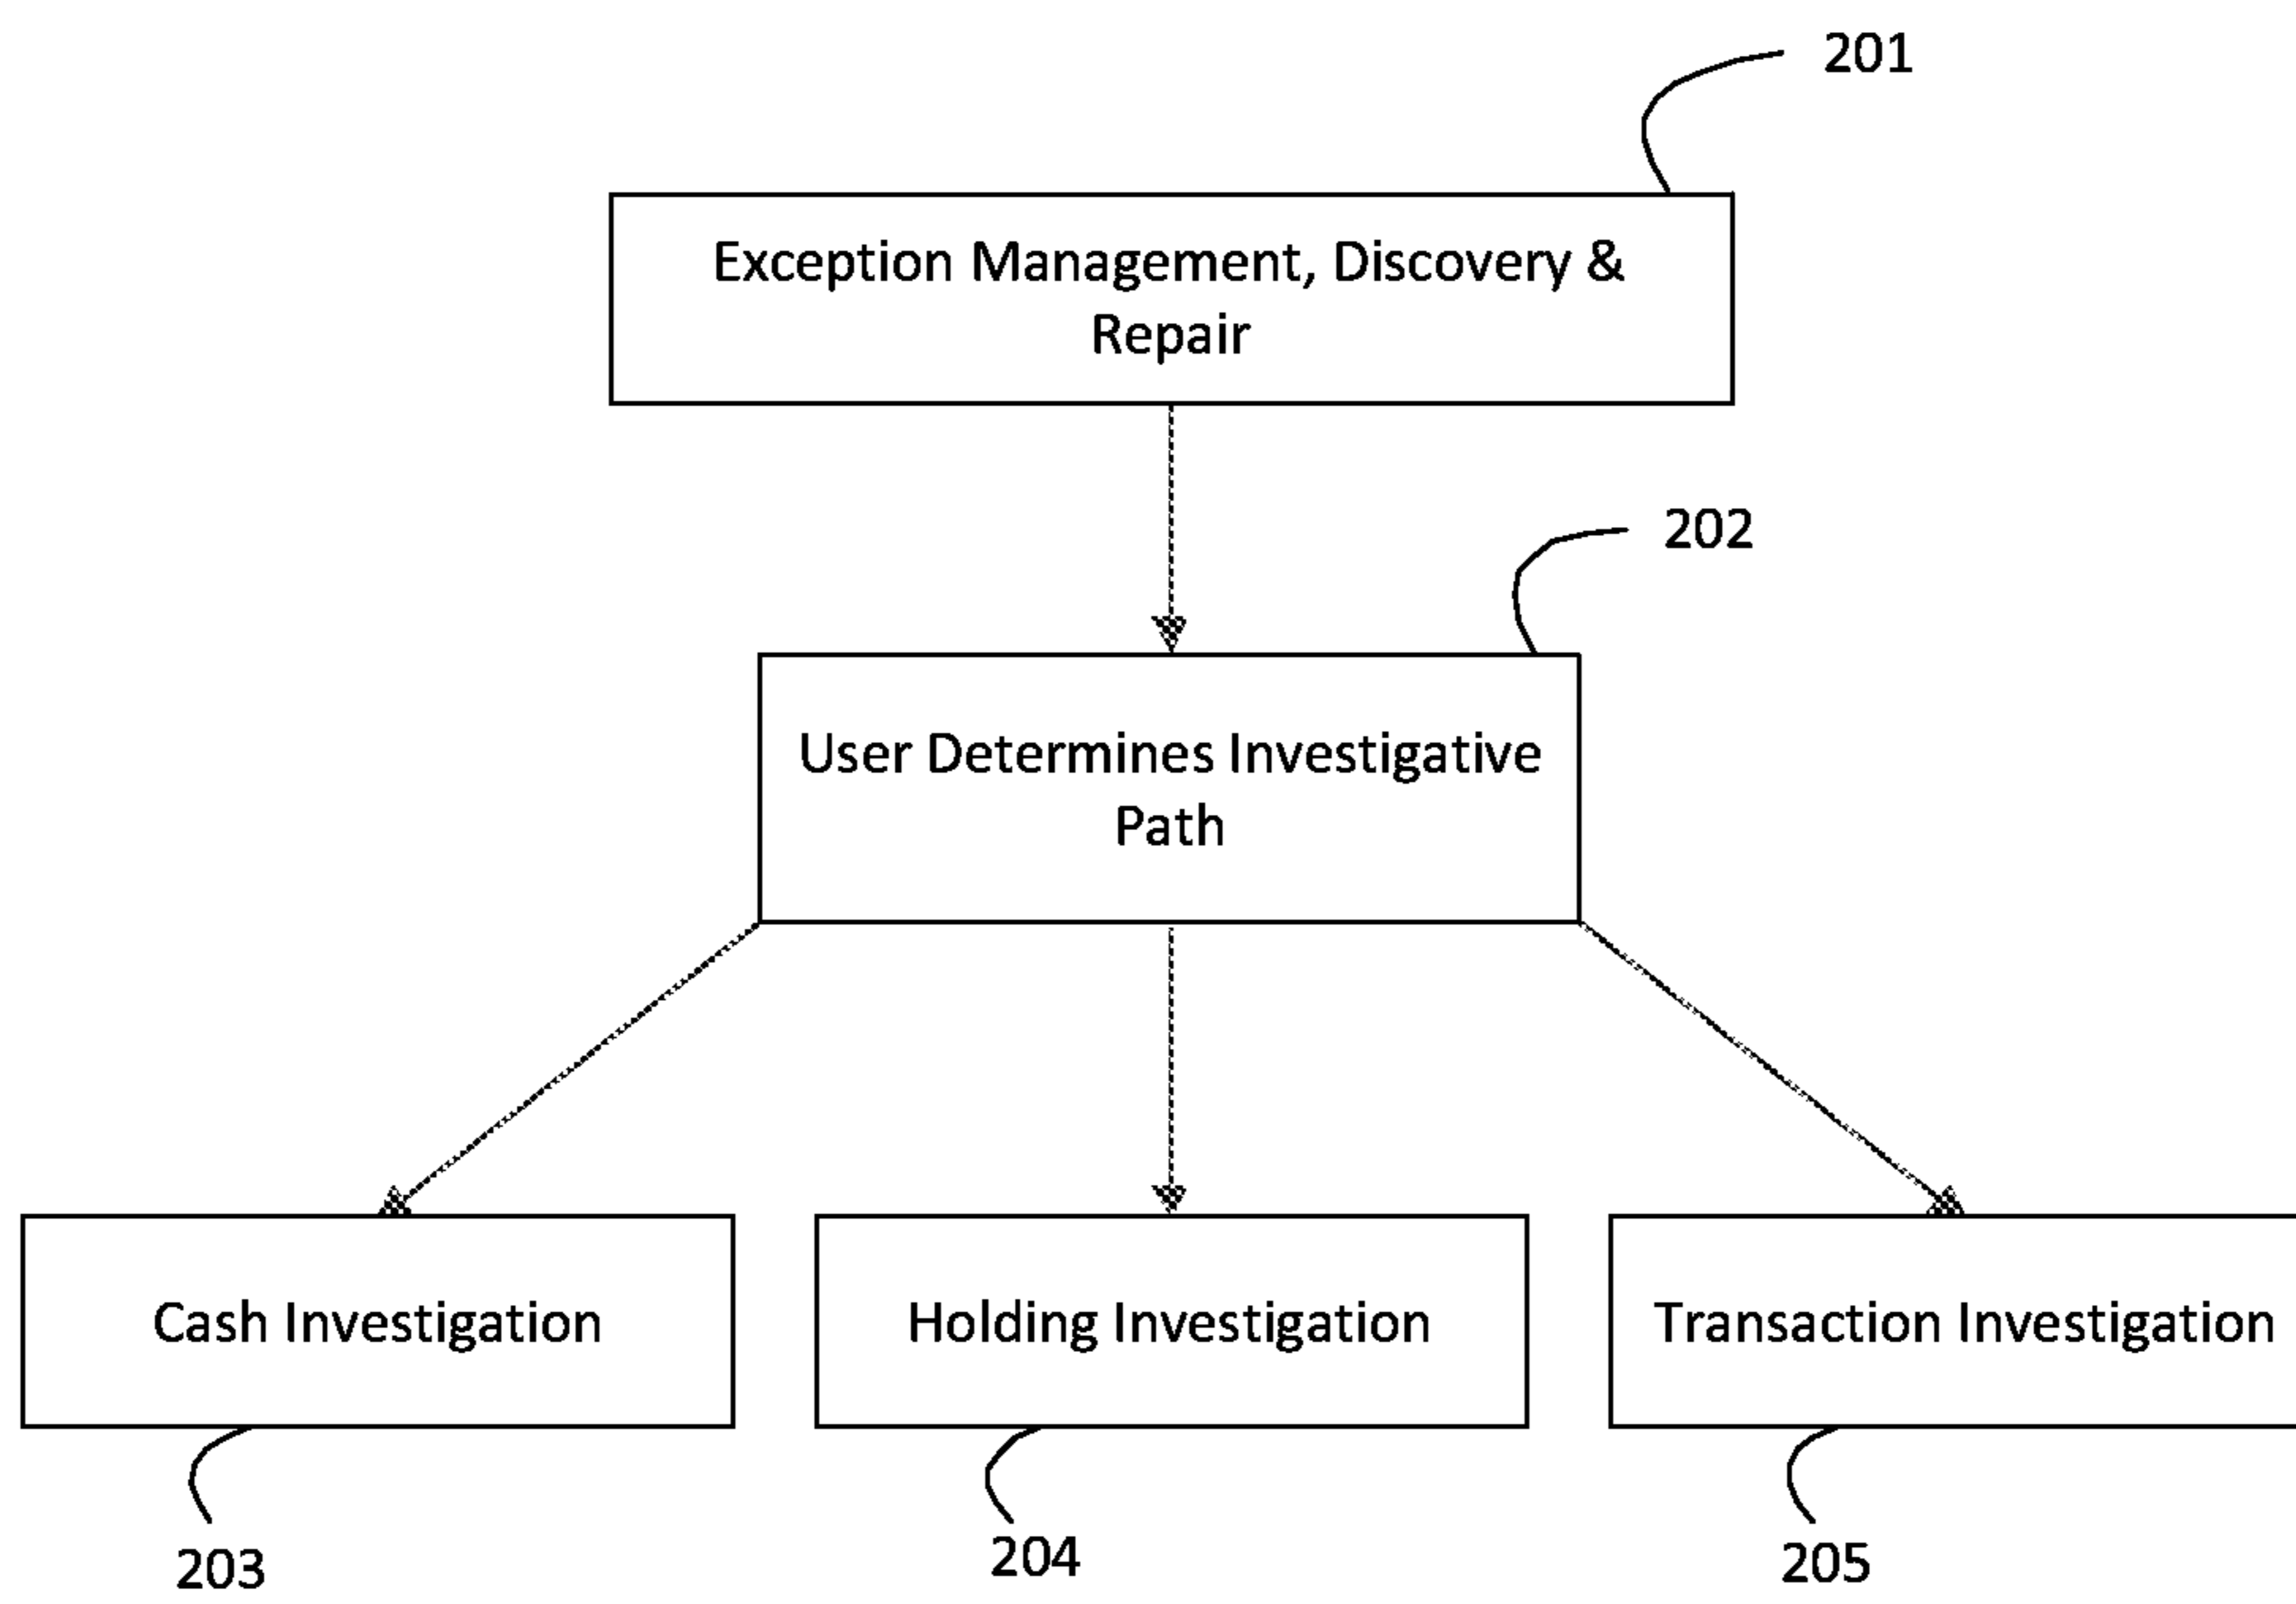 201
Exception Management, Discovery &
Repair
202
User Determines Investigative
Path
Cash Investigation
Holding Investigation
Transaction Investigation
203
204
205